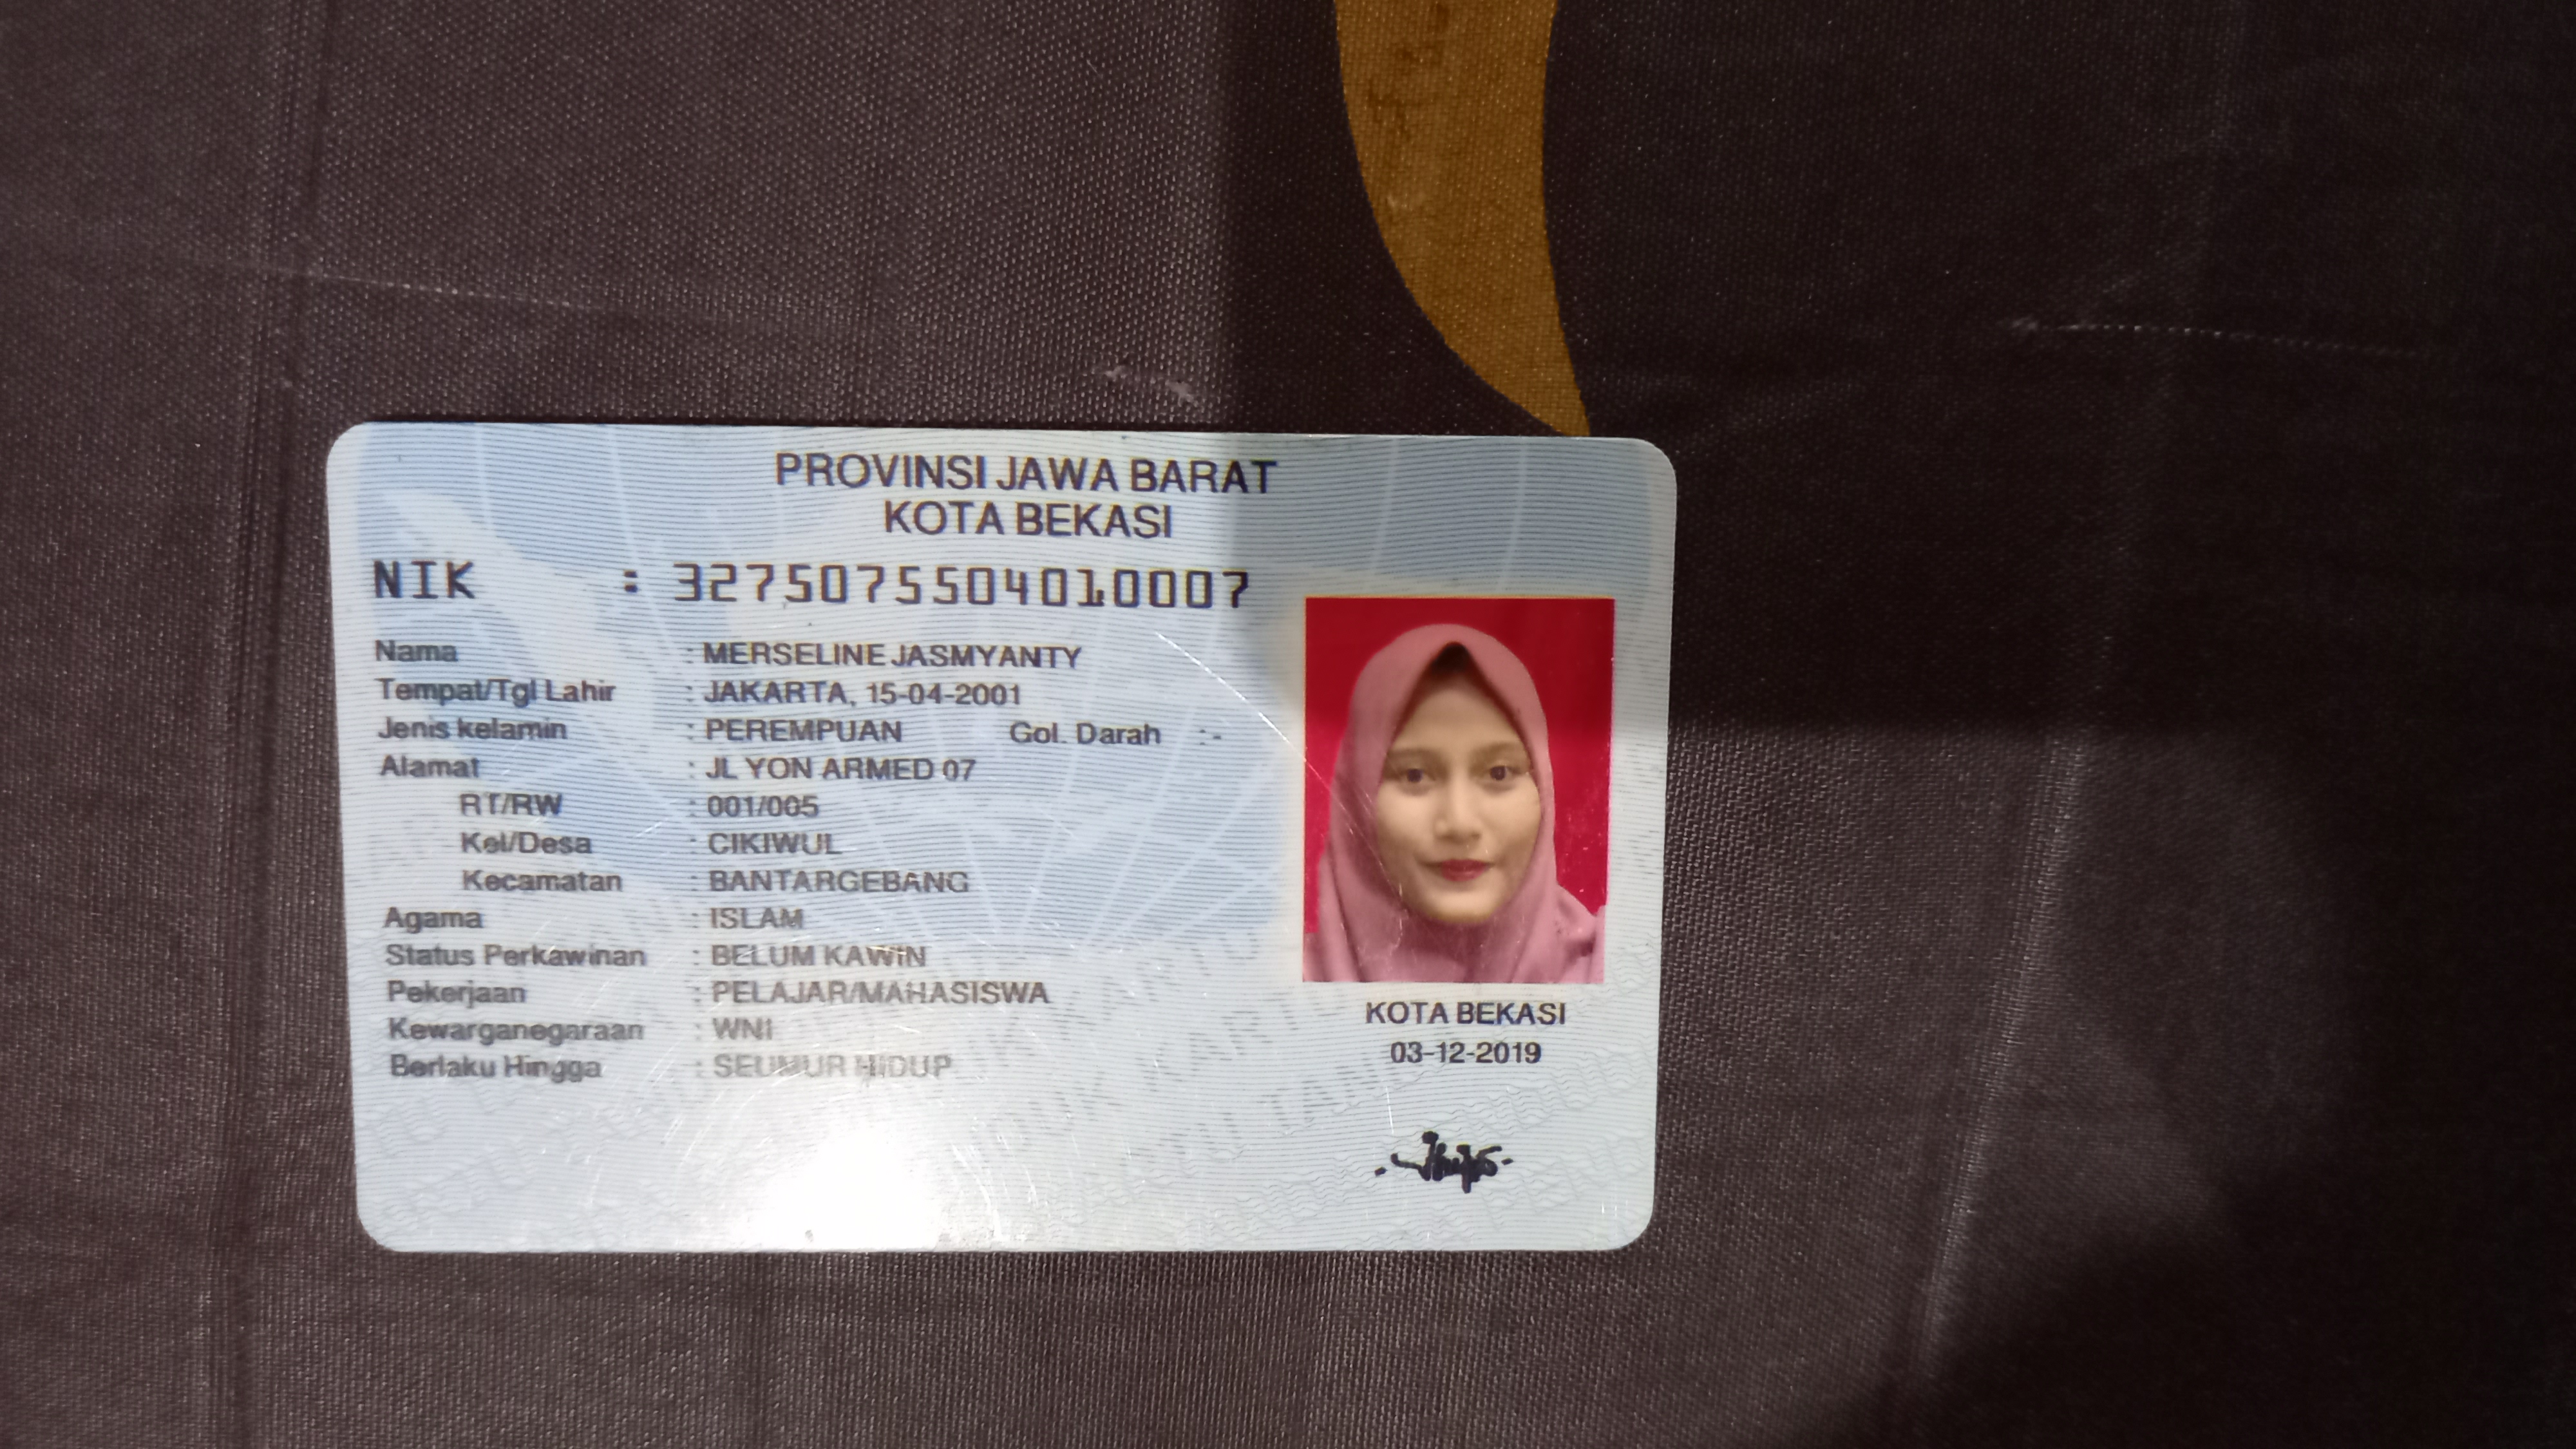 PROVINSI JAWA BARAT
KOTA BEKASI
NIK : 3275075504010007
Nama : MERSELINE JASMYANTY
Tempat/Tgl Lahir : JAKARTA, 15-04-2001
Jenis kelamin : PEREMPUAN Gol. Darah : -
Alamat : JL YON ARMED 07
RT/RW : 001/005
Kel/Desa : CIKIWUL
Kecamatan : BANTARGEBANG
Agama : ISLAM
Status Perkawinan : BELUM KAWIN
Pekerjaan : PELAJAR/MAHASISWA
Kewarganegaraan : WNI
Berlaku Hingga : SEUMUR HIDUP
KOTA BEKASI
03-12-2019